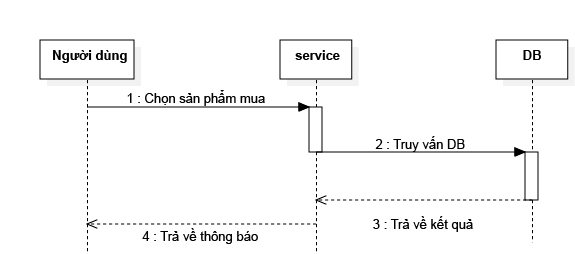 Người dùng
service
DB
1 : Chọn sản phẩm mua
2 : Truy vấn DB
3 : Trả về kết quả
4 : Trả về thông báo